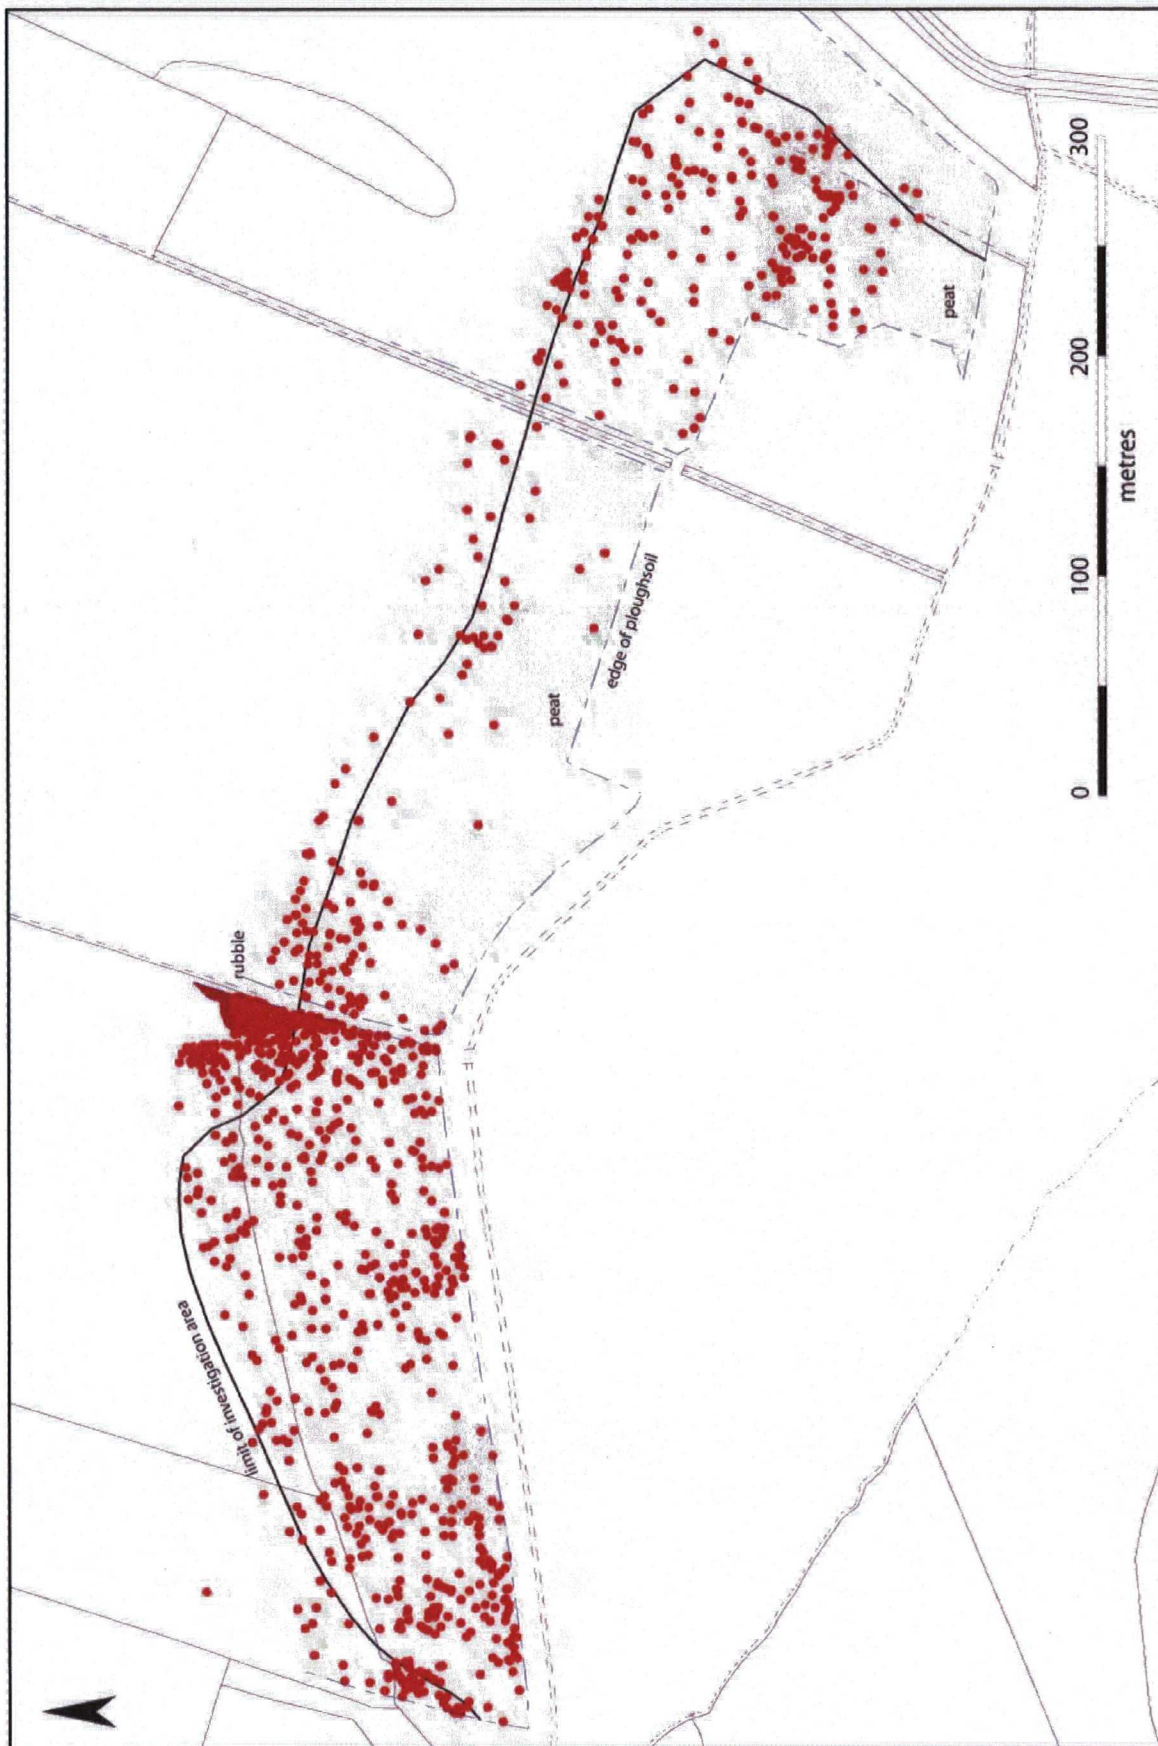 limit of investigation area
rubble
peat
edge of ploughsoil
peat
0
100
200
300
metres